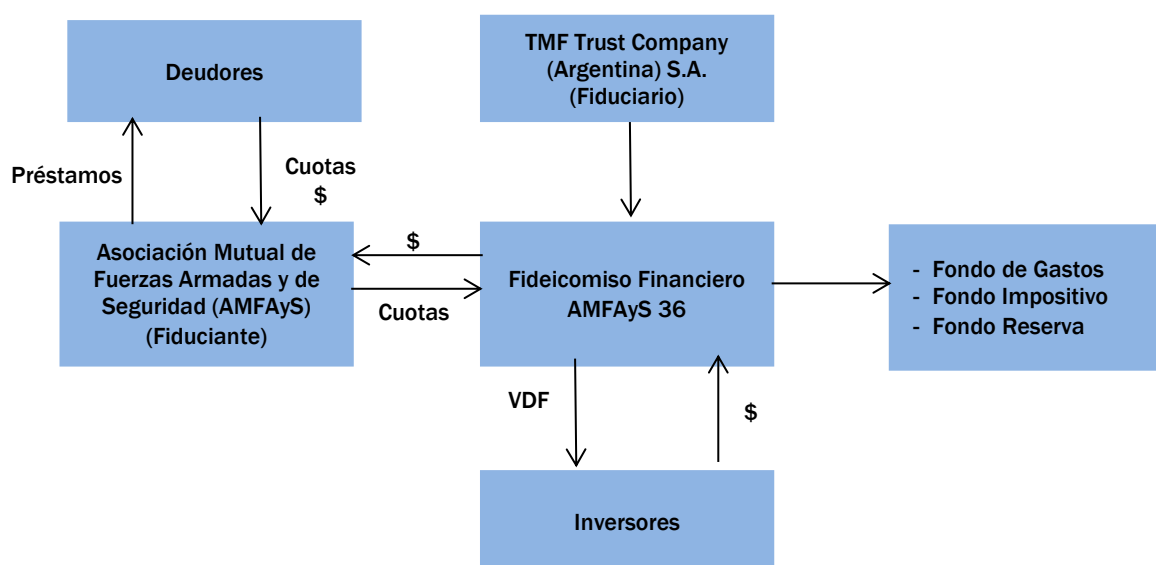 Deudores
TMF Trust Company
(Argentina) S.A.
(Fiduciario)
Préstamos
Cuotas
$
Asociación Mutual de
Fuerzas Armadas y de
Seguridad (AMFAyS)
(Fiduciante)
$
Cuotas
Fideicomiso Financiero
AMFAyS 36
- Fondo de Gastos
- Fondo Impositivo
- Fondo Reserva
VDF
$
Inversores